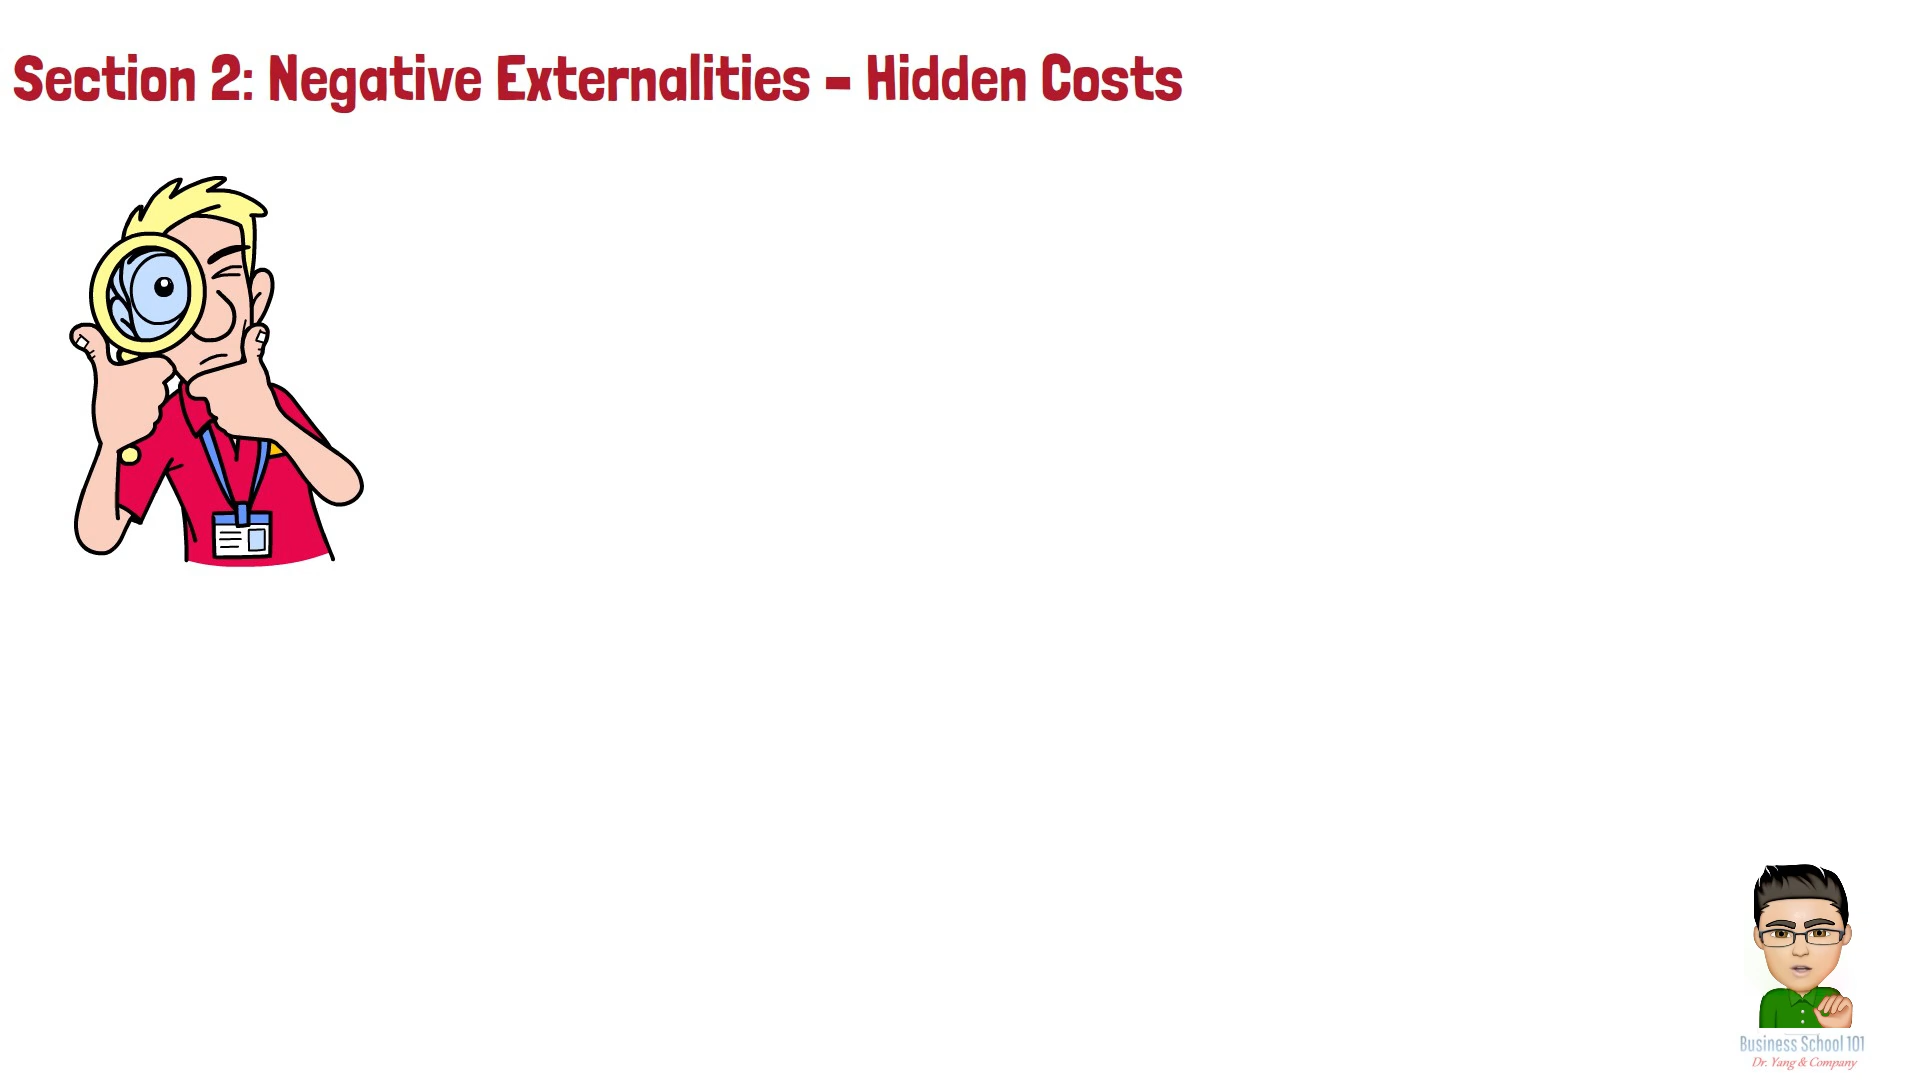 Section 2: Negative Externalities – Hidden Costs
Business School 101
Dr. Yang & Company